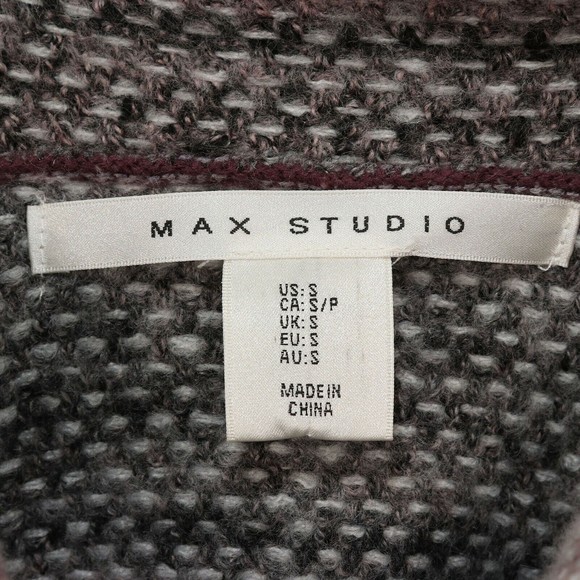 MAX STUDIO
US: S
CA: S/P
UK: S
EU: S
AU: S
MADE IN
CHINA